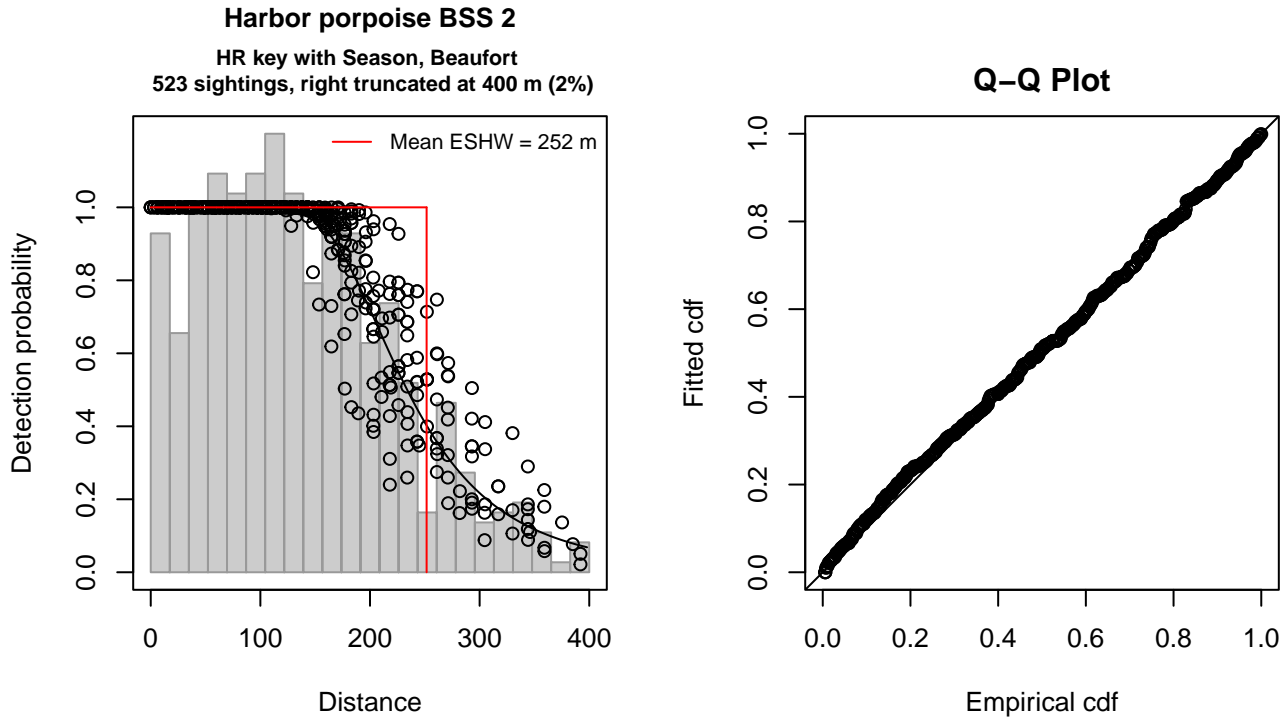 Harbor porpoise BSS 2
HR key with Season, Beaufort
523 sightings, right truncated at 400 m (2%)
Mean ESHW = 252 m
Detection probability
1.0
0.8
0.6
0.4
0.2
0.0
0 100 200 300 400
Distance
Q−Q Plot
Fitted cdf
1.0
0.8
0.6
0.4
0.2
0.0
0.0 0.2 0.4 0.6 0.8 1.0
Empirical cdf